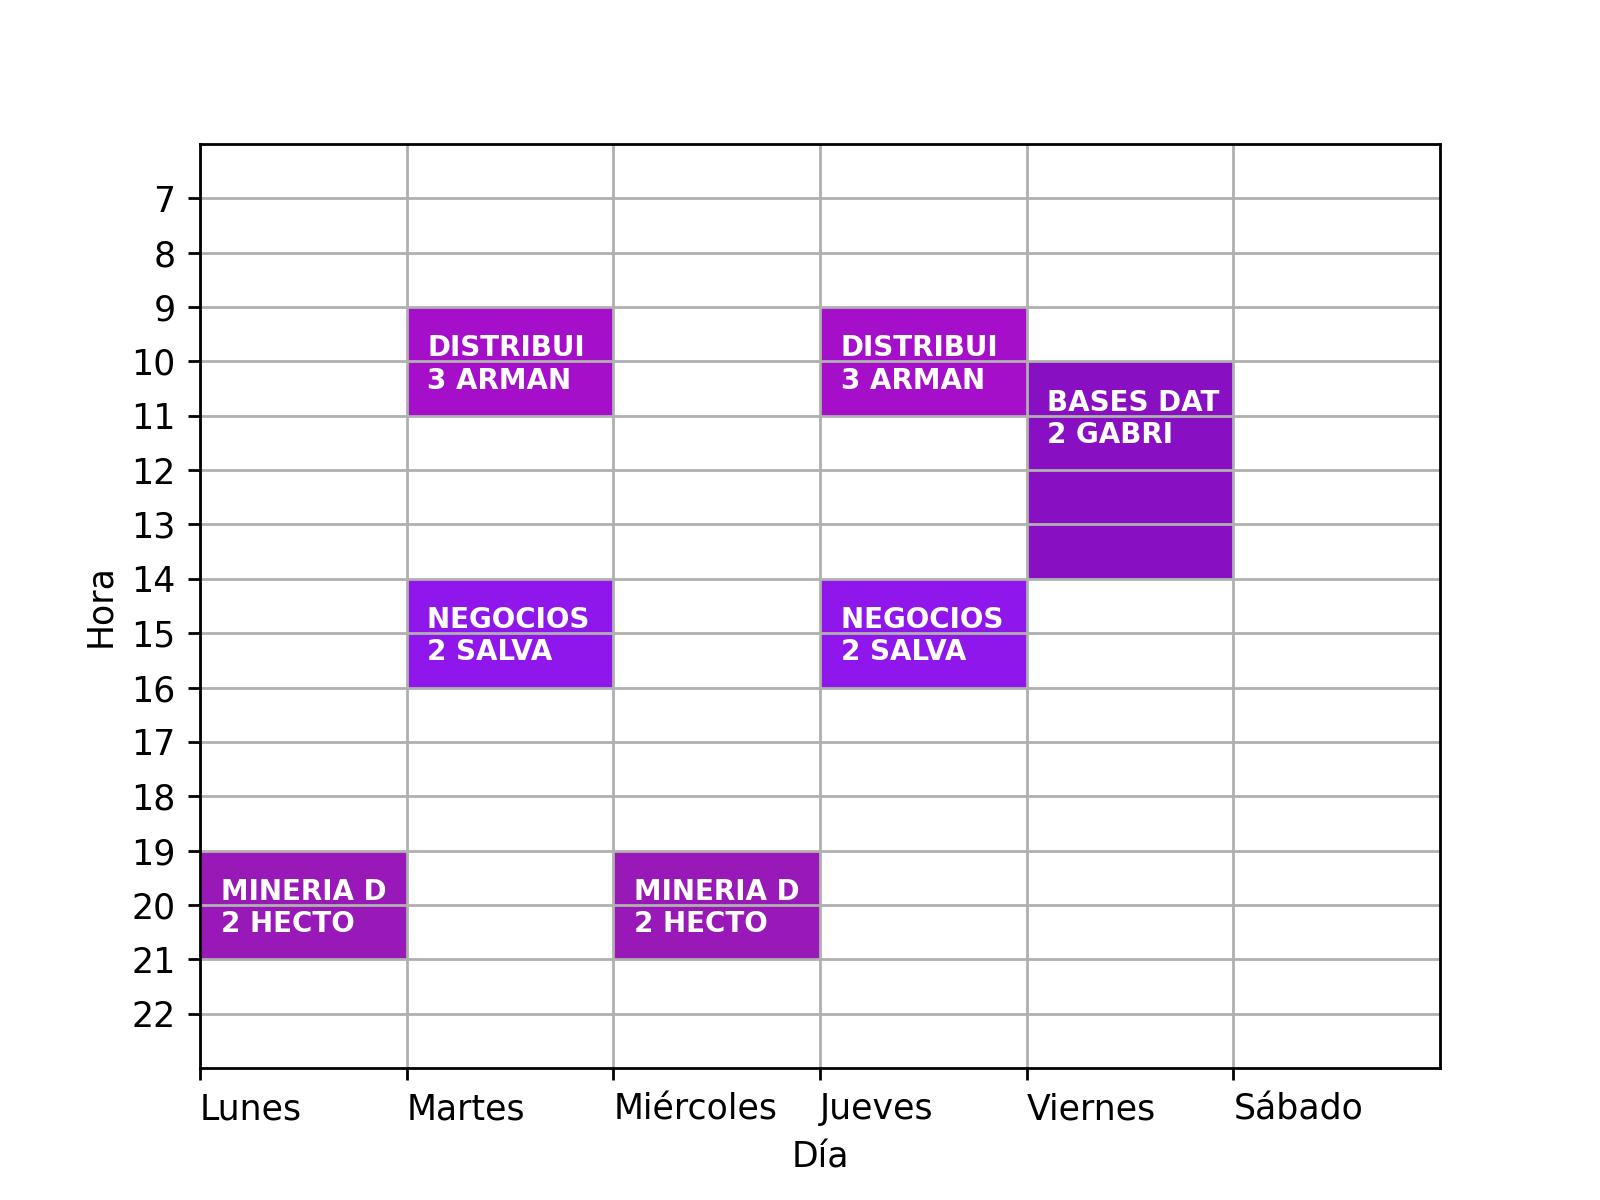 7
8
9
DISTRIBUI
3 ARMAN
DISTRIBUI
3 ARMAN
10
BASES DAT
2 GABRI
11
12
13
14
NEGOCIOS
2 SALVA
NEGOCIOS
2 SALVA
15
16
17
18
19
MINERIA D
2 HECTO
MINERIA D
2 HECTO
20
21
22
Hora
Lunes Martes Miércoles Jueves Viernes Sábado
Día